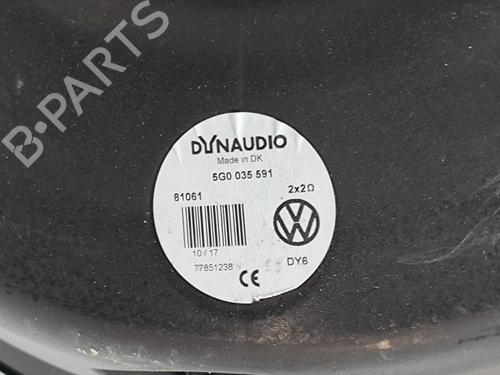 B-PARTS
DYNAUDIO
Made in DK
5G0 035 591
81061
2x2Ω
10 / 17
77851238
DY6
CE